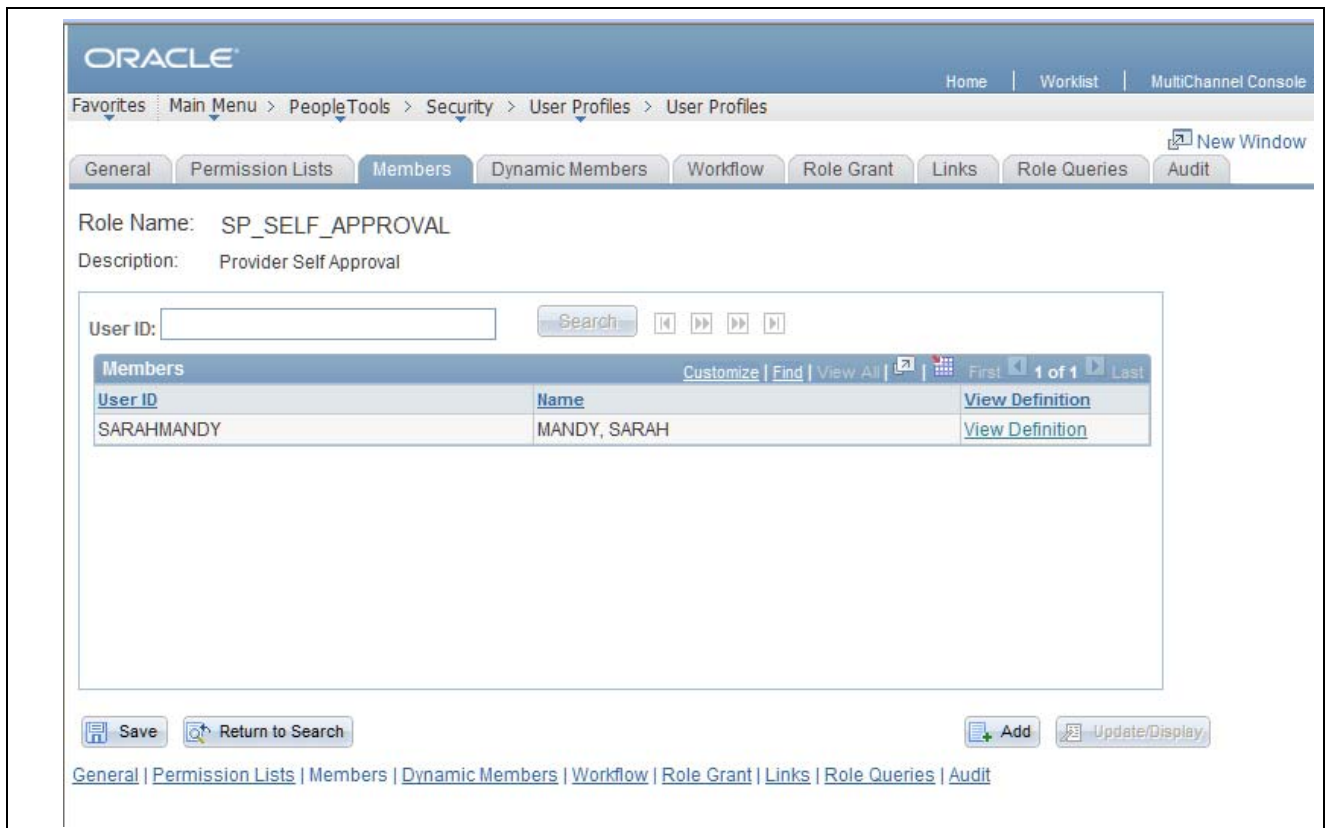 ORACLE
Home | Worklist | MultiChannel Console
Favorites Main Menu > PeopleTools > Security > User Profiles > User Profiles
New Window
General Permission Lists Members Dynamic Members Workflow Role Grant Links Role Queries Audit
Role Name: SP_SELF_APPROVAL
Description: Provider Self Approval
User ID: Search
Members Customize | Find | View All | | First 1 of 1 Last
User ID Name View Definition
SARAHMANDY MANDY, SARAH View Definition
Save Return to Search Add Update/Display
General | Permission Lists | Members | Dynamic Members | Workflow | Role Grant | Links | Role Queries | Audit